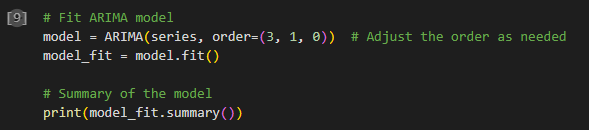 [9] # Fit ARIMA model
model = ARIMA(series, order=(3, 1, 0))  # Adjust the order as needed
model_fit = model.fit()
# Summary of the model
print(model_fit.summary())